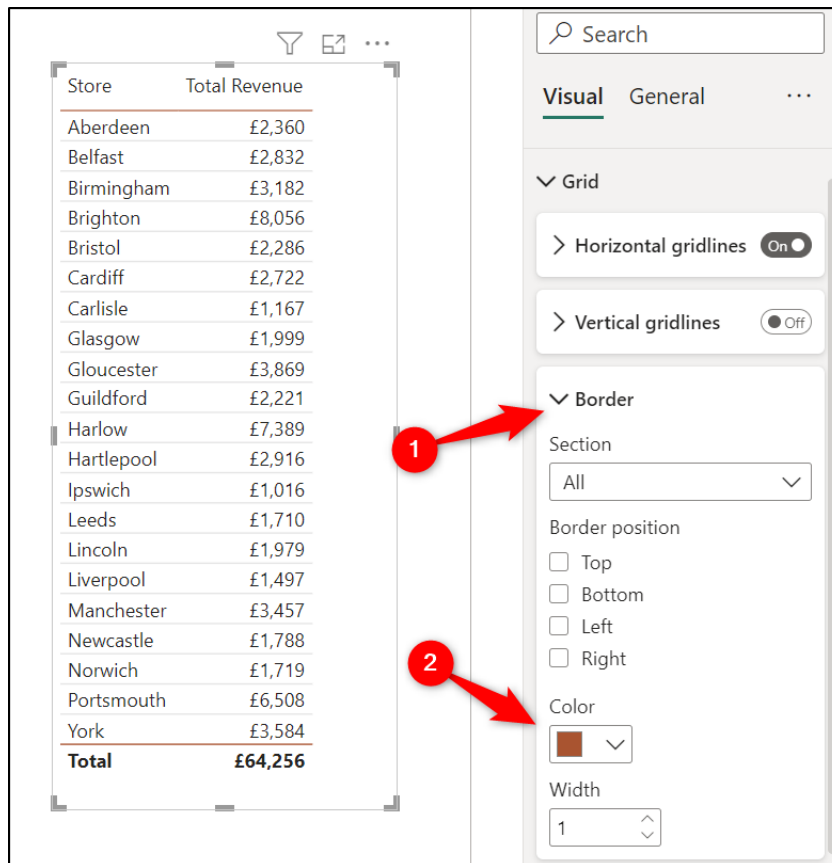 Store Total Revenue
Aberdeen £2,360
Belfast £2,832
Birmingham £3,182
Brighton £8,056
Bristol £2,286
Cardiff £2,722
Carlisle £1,167
Glasgow £1,999
Gloucester £3,869
Guildford £2,221
Harlow £7,389
Hartlepool £2,916
Ipswich £1,016
Leeds £1,710
Lincoln £1,979
Liverpool £1,497
Manchester £3,457
Newcastle £1,788
Norwich £1,719
Portsmouth £6,508
York £3,584
Total £64,256
1
2
Search
Visual General
Grid
Horizontal gridlines On
Vertical gridlines Off
Border
Section
All
Border position
Top
Bottom
Left
Right
Color
Width
1